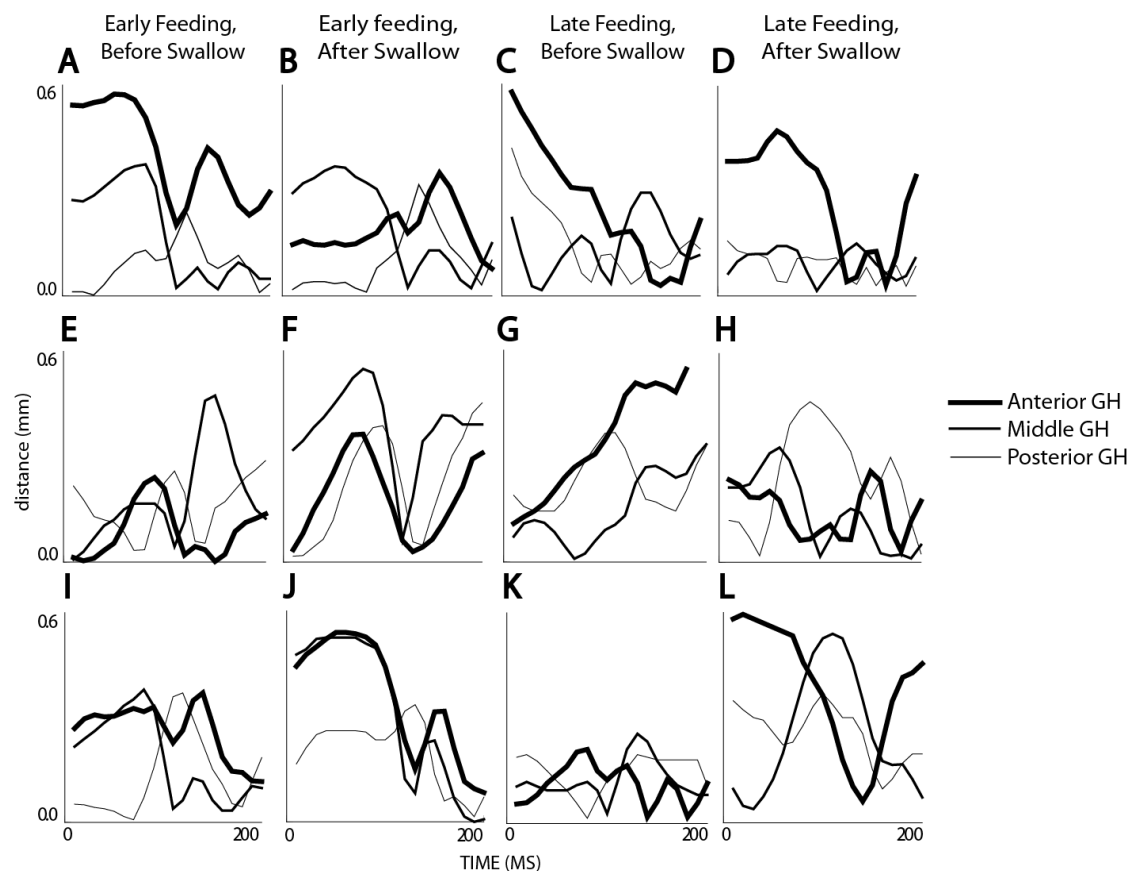 Early Feeding,
Before Swallow
Early feeding,
After Swallow
Late Feeding,
Before Swallow
Late Feeding,
After Swallow
A
B
C
D
0.6
0.0
E
F
G
H
0.6
0.0
distance (mm)
Anterior GH
Middle GH
Posterior GH
I
J
K
L
0.6
0.0
0
200
0
200
0
200
0
200
TIME (MS)